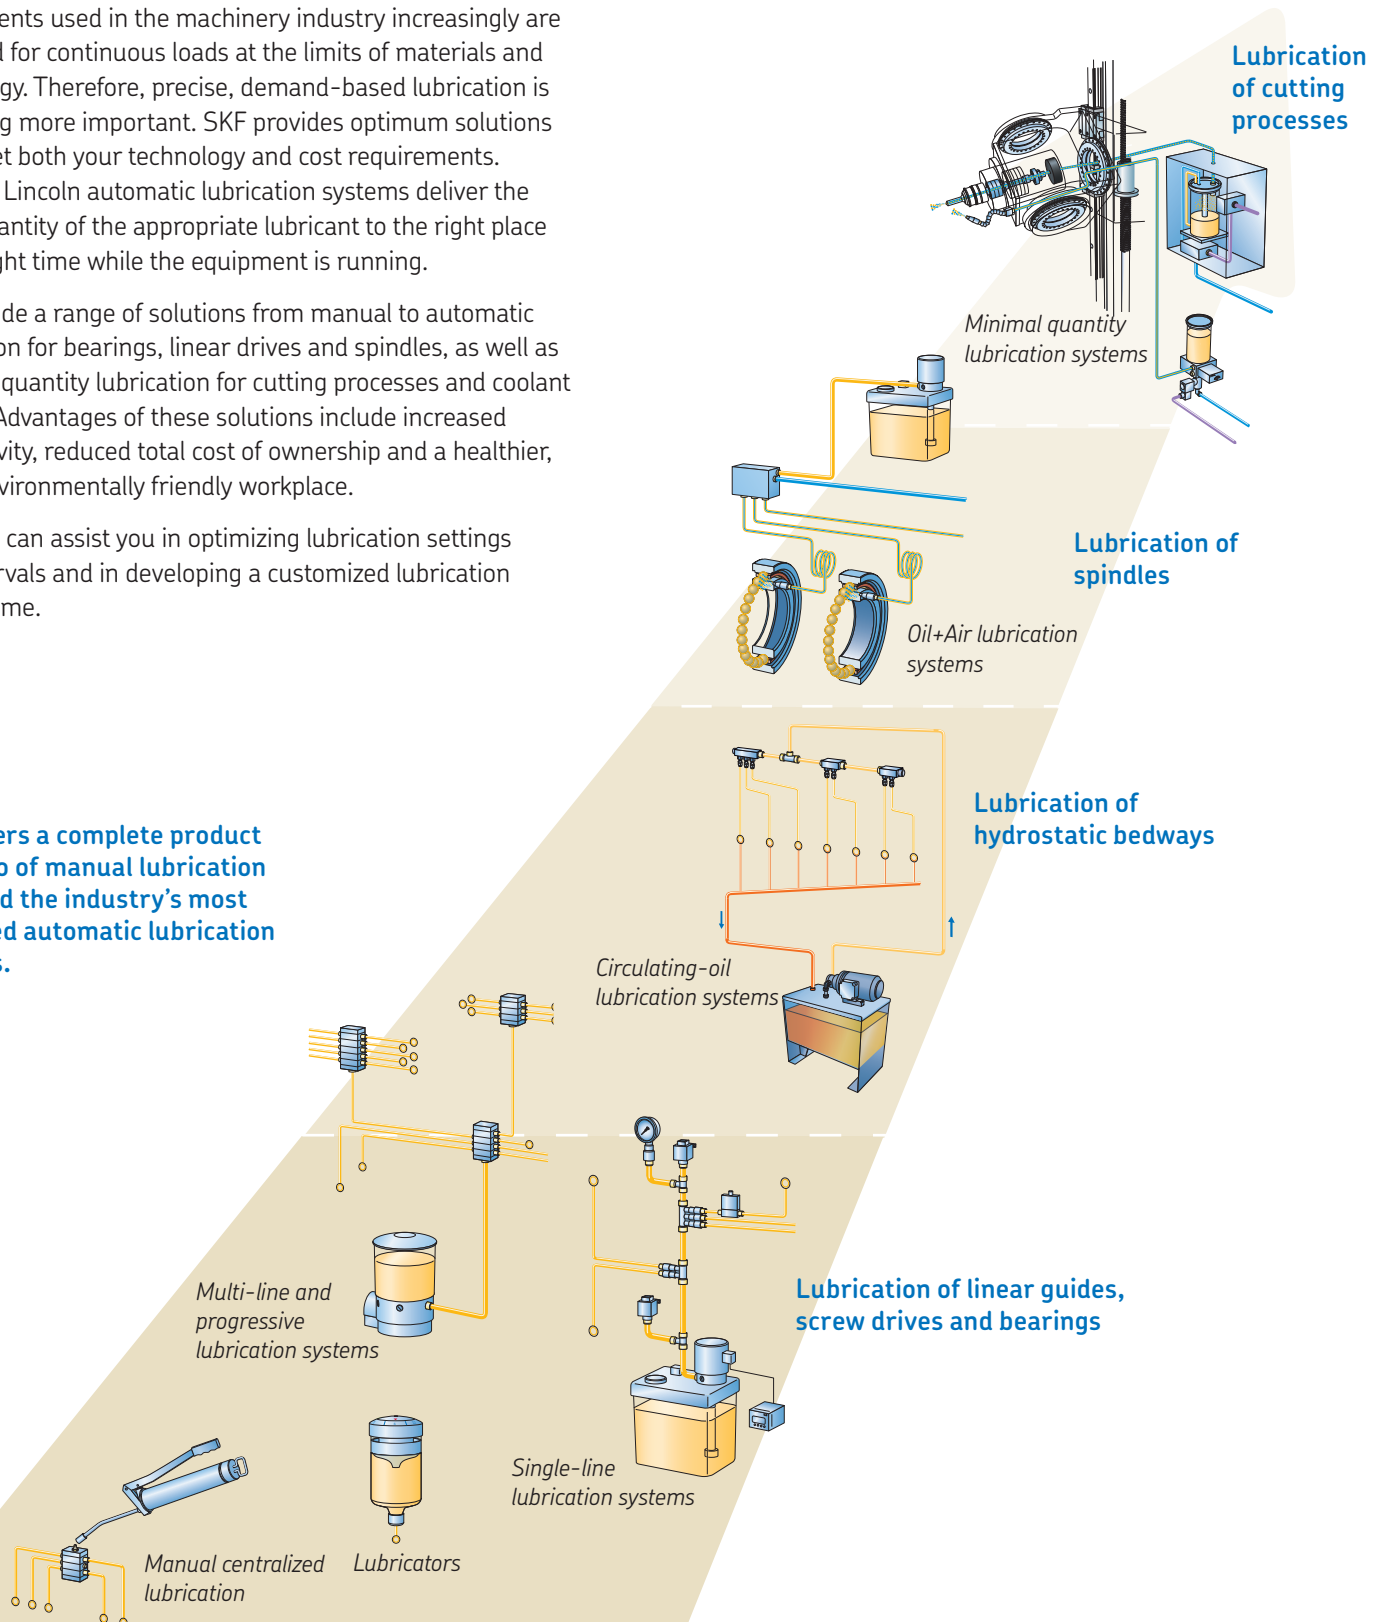 ents used in the machinery industry increasingly are
d for continuous loads at the limits of materials and
gy. Therefore, precise, demand-based lubrication is
g more important. SKF provides optimum solutions
et both your technology and cost requirements.
Lincoln automatic lubrication systems deliver the
antity of the appropriate lubricant to the right place
ght time while the equipment is running.
de a range of solutions from manual to automatic
on for bearings, linear drives and spindles, as well as
quantity lubrication for cutting processes and coolant
Advantages of these solutions include increased
vity, reduced total cost of ownership and a healthier,
vironmentally friendly workplace.
can assist you in optimizing lubrication settings
rvals and in developing a customized lubrication
me.
ers a complete product
o of manual lubrication
d the industry’s most
ed automatic lubrication
s.
Lubrication
of cutting
processes
Minimal quantity
lubrication systems
Lubrication of
spindles
Oil+Air lubrication
systems
Lubrication of
hydrostatic bedways
Circulating-oil
lubrication systems
Multi-line and
progressive
lubrication systems
Lubrication of linear guides,
screw drives and bearings
Single-line
lubrication systems
Manual centralized
lubrication
Lubricators